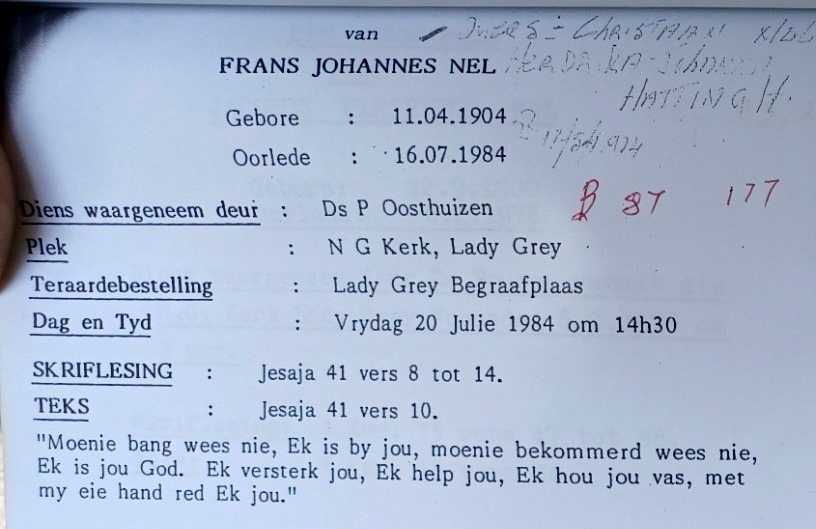 van
Ouers :- CHRISTIAAN
FRANS JOHANNES NEL
HATTINGH.
Gebore : 11.04.1904
Oorlede : 16.07.1984
B 87 177
Diens waargeneem deur : Ds P Oosthuizen
Plek : N G Kerk, Lady Grey
Teraardebestelling : Lady Grey Begraafplaas
Dag en Tyd : Vrydag 20 Julie 1984 om 14h30
SKRIFLESING : Jesaja 41 vers 8 tot 14.
TEKS : Jesaja 41 vers 10.
"Moenie bang wees nie, Ek is by jou, moenie bekommerd wees nie,
Ek is jou God. Ek versterk jou, Ek help jou, Ek hou jou vas, met
my eie hand red Ek jou."